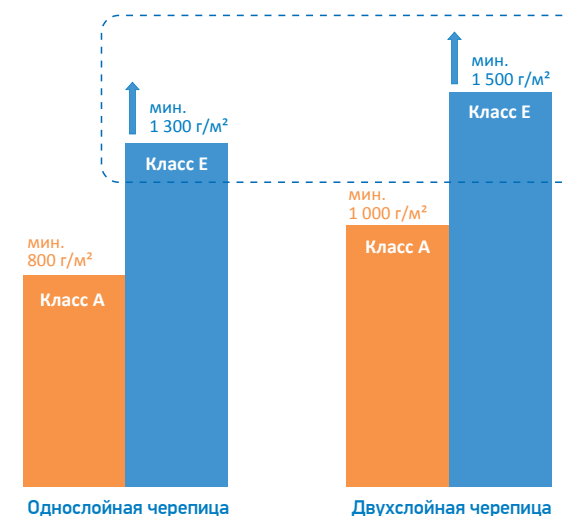 мин.
1 300 г/м²
Класс E
мин.
800 г/м²
Класс A
Однослойная черепица
мин.
1 500 г/м²
Класс E
мин.
1 000 г/м²
Класс A
Двухслойная черепица